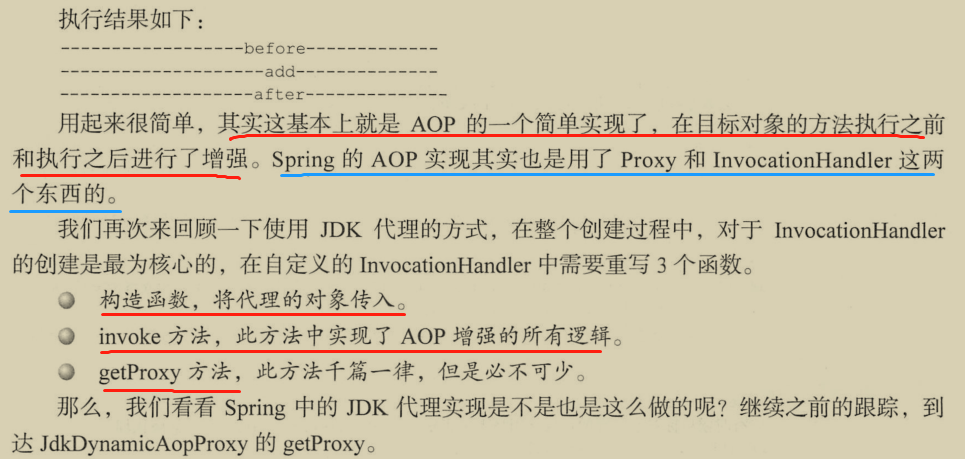 执行结果如下：
------------------before-------------
--------------------add--------------
-------------------after--------------
用起来很简单，其实这基本上就是 AOP 的一个简单实现了，在目标对象的方法执行之前
和执行之后进行了增强。Spring 的 AOP 实现其实也是用了 Proxy 和 InvocationHandler 这两
个东西的。
我们再次来回顾一下使用 JDK 代理的方式，在整个创建过程中，对于 InvocationHandler
的创建是最为核心的，在自定义的 InvocationHandler 中需要重写 3 个函数。
构造函数，将代理的对象传入。
invoke 方法，此方法中实现了 AOP 增强的所有逻辑。
getProxy 方法，此方法千篇一律，但是必不可少。
那么，我们看看 Spring 中的 JDK 代理实现是不是也是这么做的呢？继续之前的跟踪，到
达 JdkDynamicAopProxy 的 getProxy。